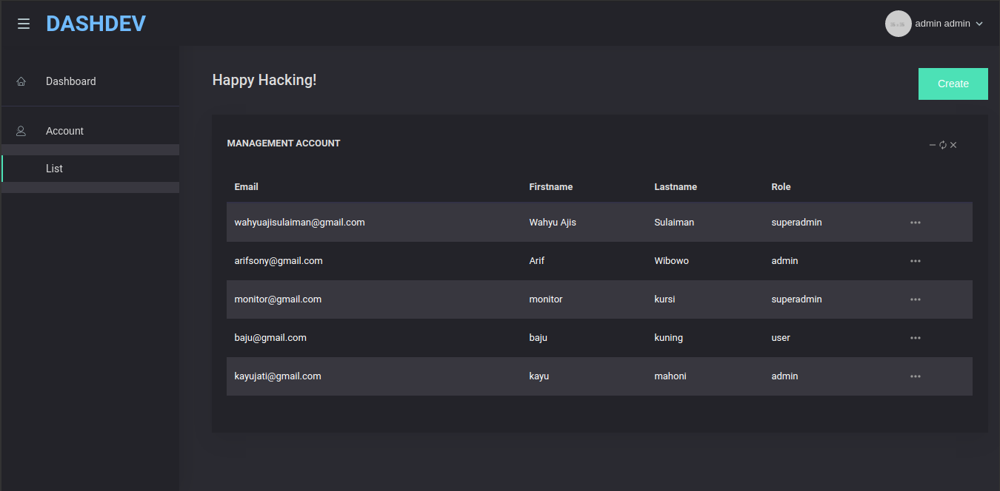 DASHDEV
admin admin
Dashboard
Account
List
Happy Hacking!
Create
MANAGEMENT ACCOUNT
Email Firstname Lastname Role
wahyuajisulaiman@gmail.com Wahyu Ajis Sulaiman superadmin
arifsony@gmail.com Arif Wibowo admin
monitor@gmail.com monitor kursi superadmin
baju@gmail.com baju kuning user
kayujati@gmail.com kayu mahoni admin